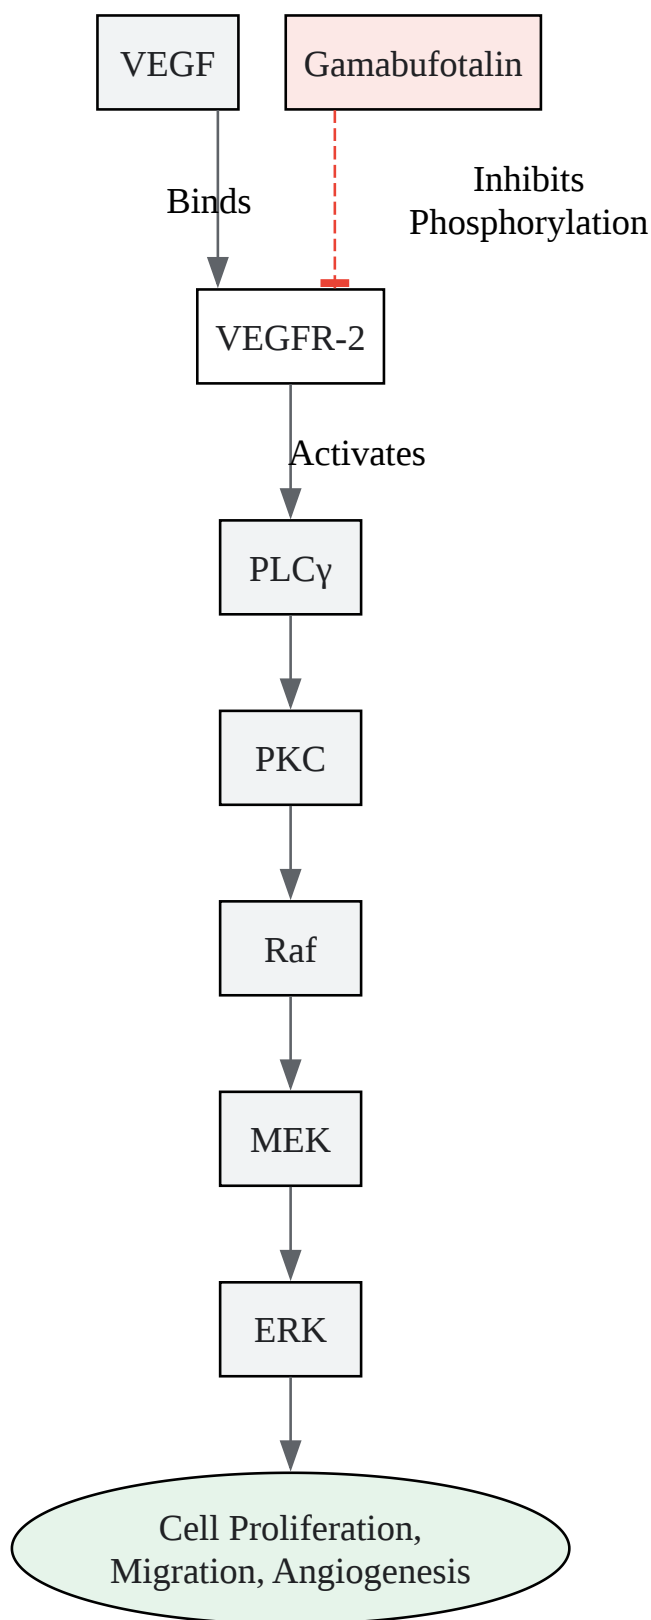 VEGF
Gamabufotalin
Binds
Inhibits
Phosphorylation
VEGFR-2
Activates
PLCγ
PKC
Raf
MEK
ERK
Cell Proliferation,
Migration, Angiogenesis